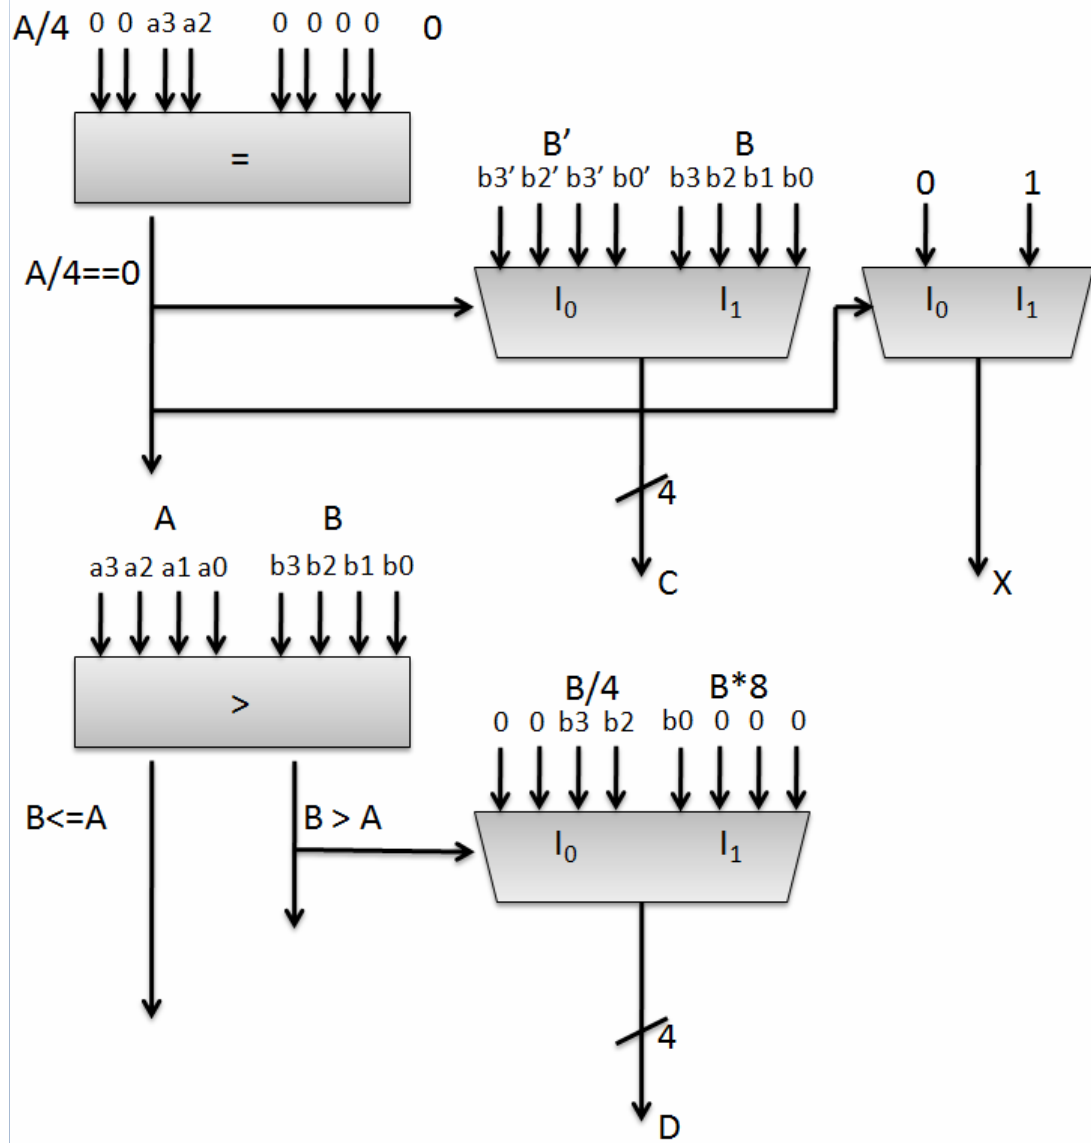 A/4 0 0 a3 a2 0 0 0 0 0
=
B’ B
b3’ b2’ b3’ b0’ b3 b2 b1 b0 0 1
A/4==0
I0 I1 I0 I1
4
A B
a3 a2 a1 a0 b3 b2 b1 b0
C X
>
B/4 B*8
0 0 b3 b2 b0 0 0 0
B<=A B > A
I0 I1
4
D